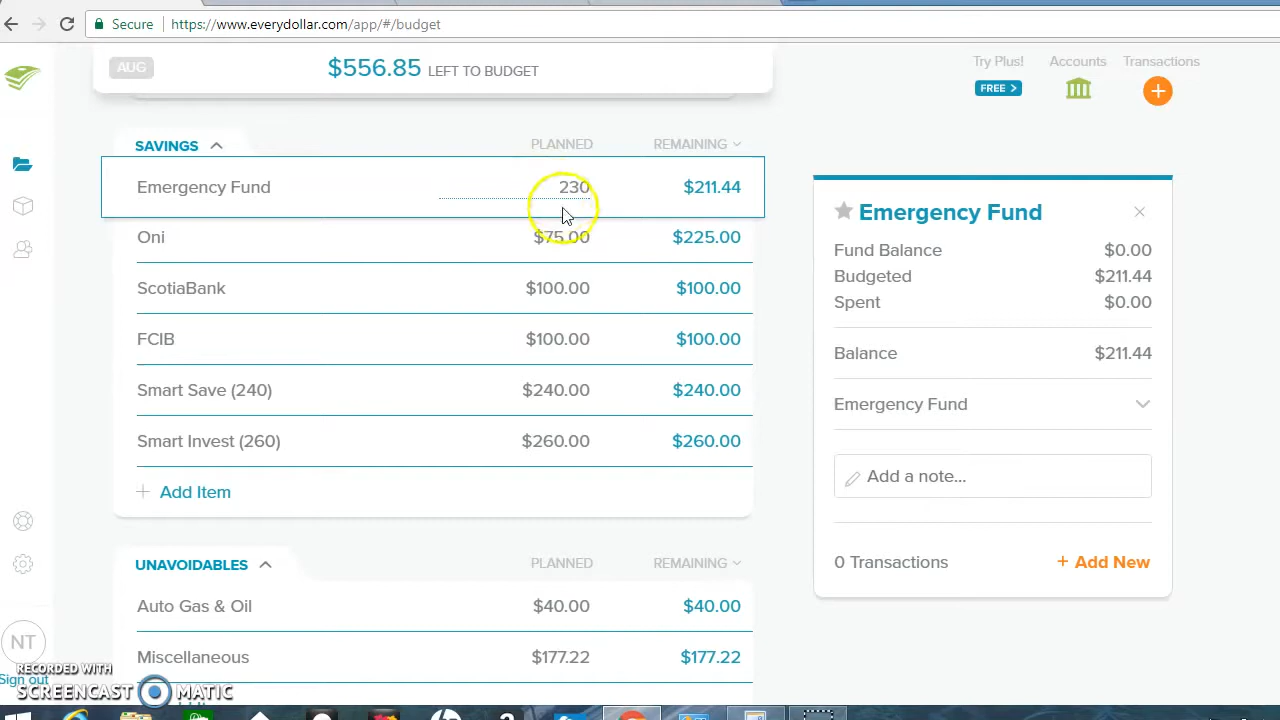 Secure https://www.everydollar.com/app/#/budget
AUG $556.85 LEFT TO BUDGET
Try Plus! Accounts Transactions
FREE >
SAVINGS PLANNED REMAINING
Emergency Fund 230 $211.44
Oni $75.00 $225.00
ScotiaBank $100.00 $100.00
FCIB $100.00 $100.00
Smart Save (240) $240.00 $240.00
Smart Invest (260) $260.00 $260.00
+ Add Item
UNAVOIDABLES PLANNED REMAINING
Auto Gas & Oil $40.00 $40.00
Miscellaneous $177.22 $177.22
Emergency Fund ×
Fund Balance $0.00
Budgeted $211.44
Spent $0.00
Balance $211.44
Emergency Fund
Add a note...
0 Transactions + Add New
NT
Sign out
RECORDED WITH
SCREENCAST MATIC